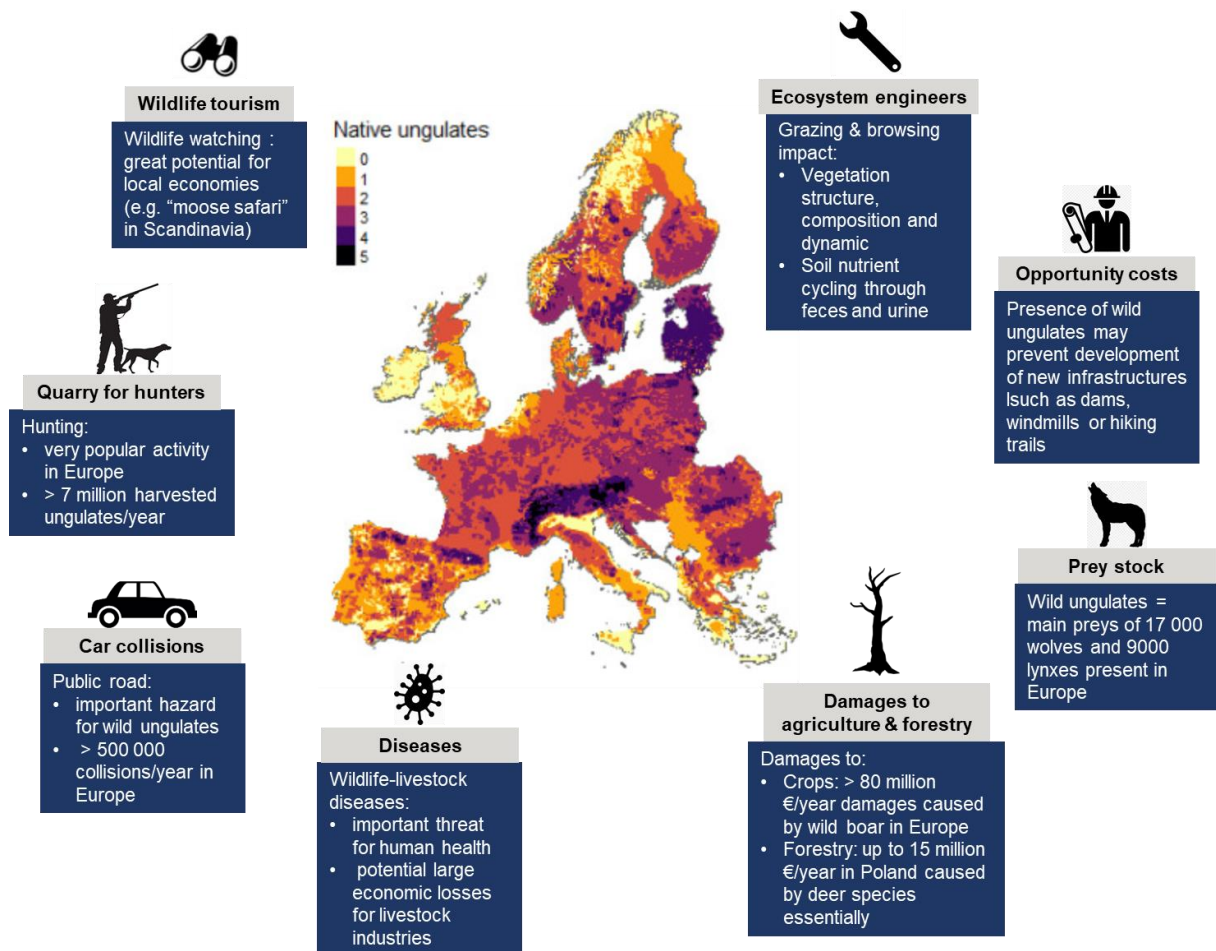 Wildlife tourism
Wildlife watching :
great potential for
local economies
(e.g. “moose safari”
in Scandinavia)
Native ungulates
0
1
2
3
4
5
Ecosystem engineers
Grazing & browsing
impact:
• Vegetation
structure,
composition and
dynamic
• Soil nutrient
cycling through
feces and urine
Opportunity costs
Presence of wild
ungulates may
prevent development
of new infrastructures
lsuch as dams,
windmills or hiking
trails
Quarry for hunters
Hunting:
• very popular activity
in Europe
• > 7 million harvested
ungulates/year
Prey stock
Wild ungulates =
main preys of 17 000
wolves and 9000
lynxes present in
Europe
Car collisions
Public road:
• important hazard
for wild ungulates
• > 500 000
collisions/year in
Europe
Diseases
Wildlife-livestock
diseases:
• important threat
for human health
• potential large
economic losses
for livestock
industries
Damages to
agriculture & forestry
Damages to:
• Crops: > 80 million
€/year damages caused
by wild boar in Europe
• Forestry: up to 15 million
€/year in Poland caused
by deer species
essentially